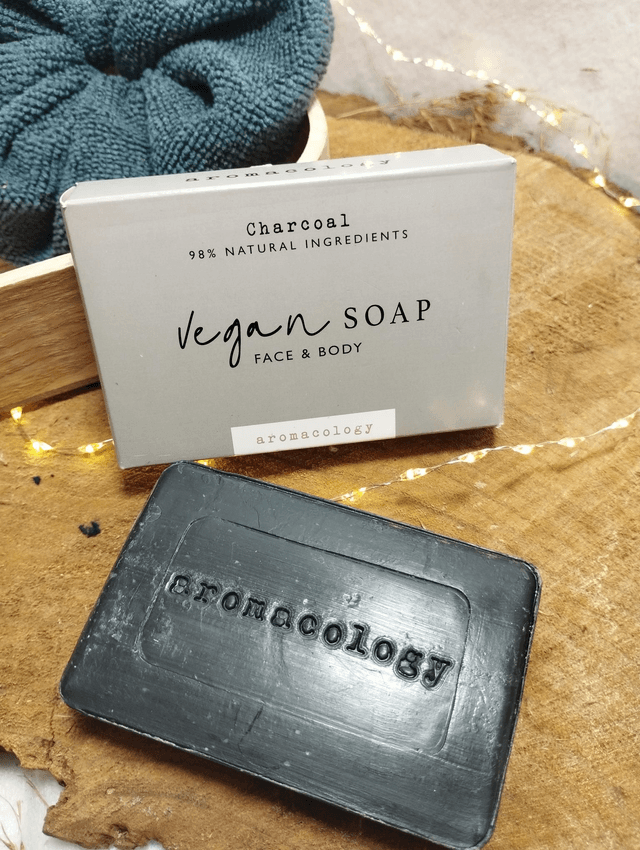 aromacology
Charcoal
98% NATURAL INGREDIENTS
vegan SOAP
FACE & BODY
aromacology
aromacology